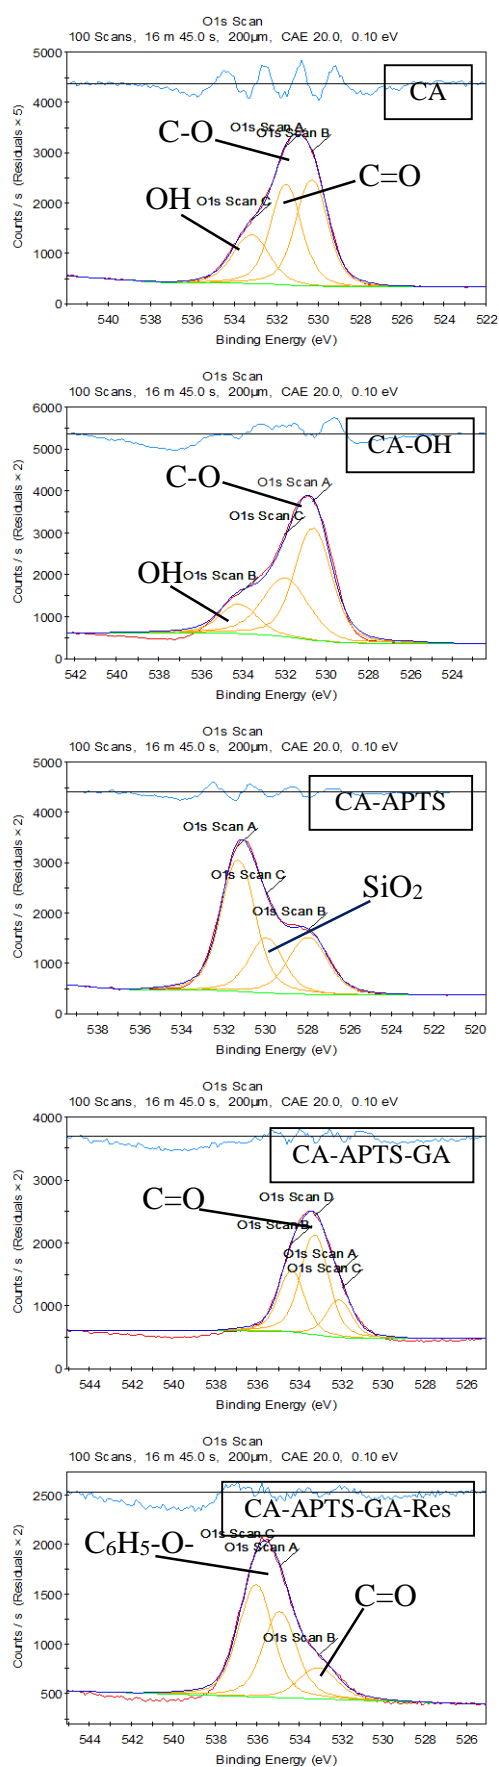 O1s Scan
100 Scans, 16 m 45.0 s, 200µm, CAE 20.0, 0.10 eV
5000
CA
4000
O1s Scan A
C-O
O1s Scan B
3000
C=O
OH
O1s Scan C
2000
1000
0
Counts / s (Residuals × 5)
540 538 536 534 532 530 528 526 524 522
Binding Energy (eV)
O1s Scan
100 Scans, 16 m 45.0 s, 200µm, CAE 20.0, 0.10 eV
6000
CA-OH
5000
C-O
O1s Scan A
4000
O1s Scan C
3000
OH
O1s Scan B
2000
1000
0
Counts / s (Residuals × 2)
542 540 538 536 534 532 530 528 526 524
Binding Energy (eV)
O1s Scan
100 Scans, 16 m 45.0 s, 200µm, CAE 20.0, 0.10 eV
5000
CA-APTS
4000
O1s Scan A
3000
O1s Scan C
SiO₂
O1s Scan B
2000
1000
0
Counts / s (Residuals × 2)
538 536 534 532 530 528 526 524 522 520
Binding Energy (eV)
O1s Scan
100 Scans, 16 m 45.0 s, 200µm, CAE 20.0, 0.10 eV
4000
CA-APTS-GA
3000
C=O
O1s Scan D
O1s Scan B
2000
O1s Scan A
O1s Scan C
1000
0
Counts / s (Residuals × 2)
544 542 540 538 536 534 532 530 528 526
Binding Energy (eV)
O1s Scan
100 Scans, 16 m 45.0 s, 200µm, CAE 20.0, 0.10 eV
2500
CA-APTS-GA-Res
O1s Scan C
C₆H₅-O-
O1s Scan A
2000
C=O
1500
O1s Scan B
1000
500
Counts / s (Residuals × 2)
544 542 540 538 536 534 532 530 528 526
Binding Energy (eV)